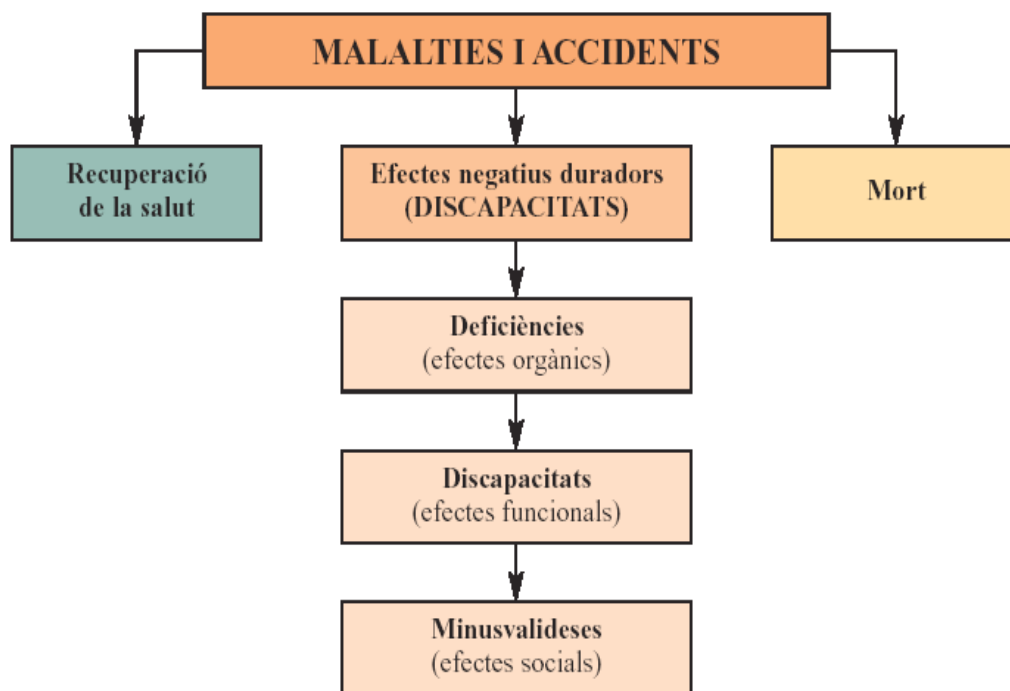 MALALTIES I ACCIDENTS
Recuperació
de la salut
Efectes negatius duradors
(DISCAPACITATS)
Mort
Deficiències
(efectes orgànics)
Discapacitats
(efectes funcionals)
Minusvalideses
(efectes socials)